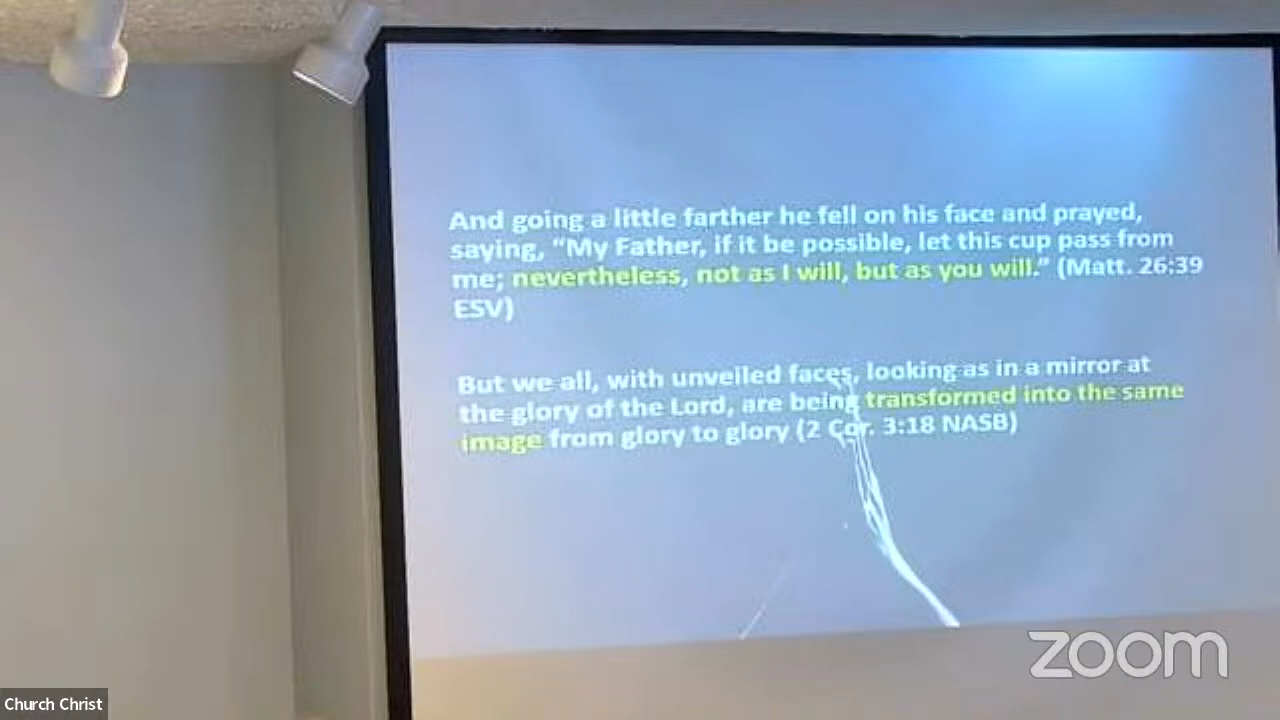 And going a little farther he fell on his face and prayed,
saying, "My Father, if it be possible, let this cup pass from
me; nevertheless, not as I will, but as you will." (Matt. 26:39
ESV)
But we all, with unveiled faces, looking as in a mirror at
the glory of the Lord, are being transformed into the same
image from glory to glory (2 Cor. 3:18 NASB)
zoom
Church Christ